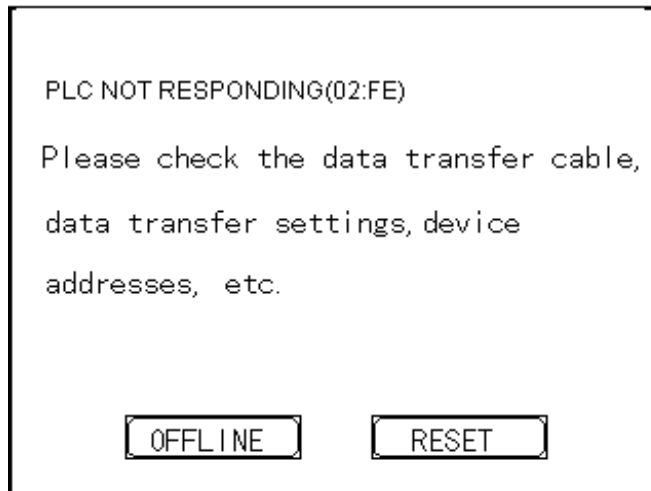 PLC NOT RESPONDING(02:FE)
Please check the data transfer cable,
data transfer settings, device
addresses, etc.
OFFLINE RESET